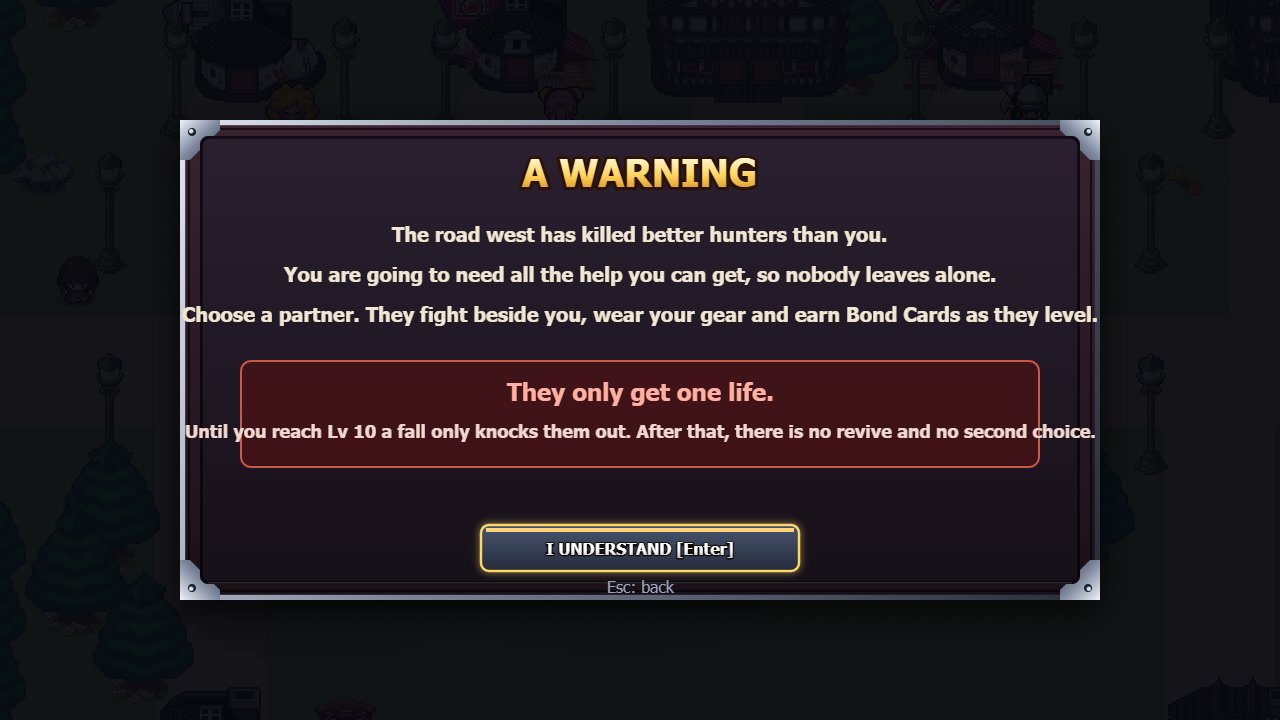 A WARNING
The road west has killed better hunters than you.
You are going to need all the help you can get, so nobody leaves alone.
Choose a partner. They fight beside you, wear your gear and earn Bond Cards as they level.
They only get one life.
Until you reach Lv 10 a fall only knocks them out. After that, there is no revive and no second choice.
I UNDERSTAND [Enter]
Esc: back